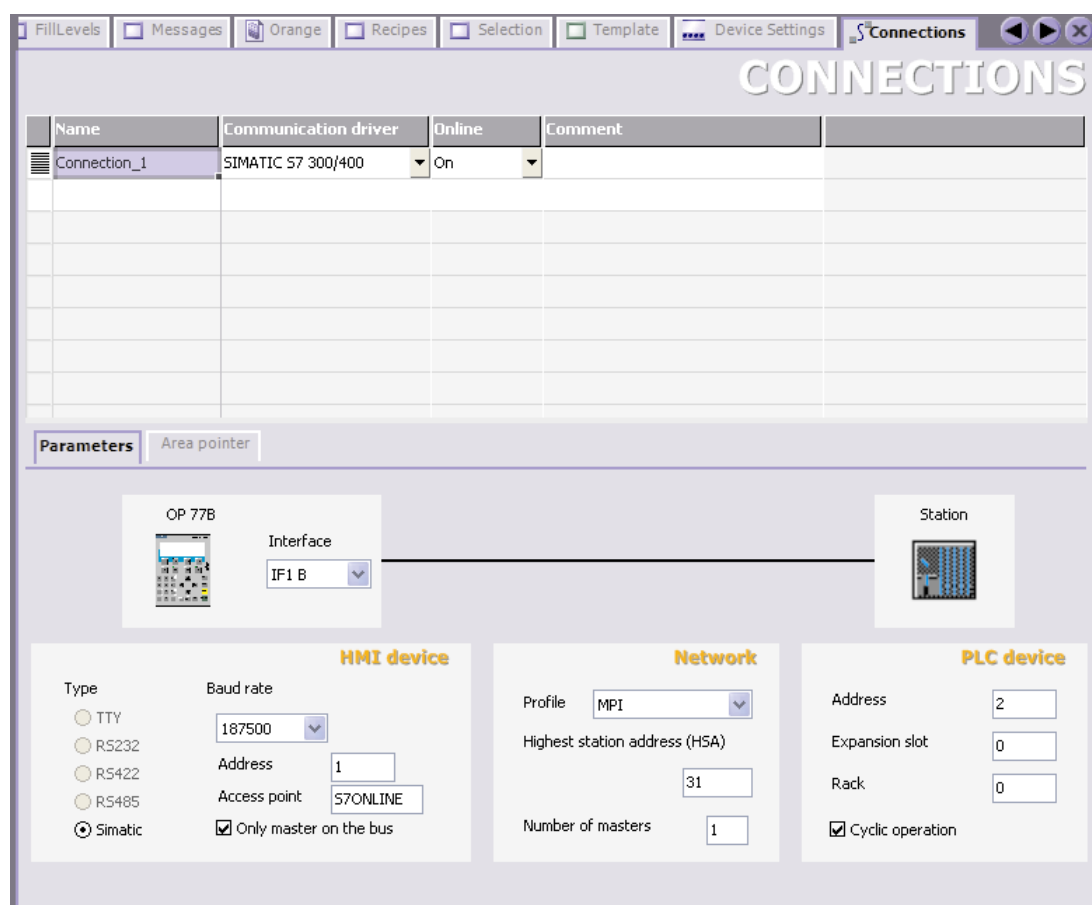 FillLevels Messages Orange Recipes Selection Template Device Settings Connections
CONNECTIONS
Name Communication driver Online Comment
Connection_1 SIMATIC S7 300/400 On
Parameters Area pointer
OP 77B
Interface
IF1 B
Station
HMI device
Type Baud rate
TTY
187500
RS232
Address 1
RS422
Access point S7ONLINE
RS485
Simatic Only master on the bus
Network
Profile MPI
Highest station address (HSA)
31
Number of masters 1
PLC device
Address 2
Expansion slot 0
Rack 0
Cyclic operation